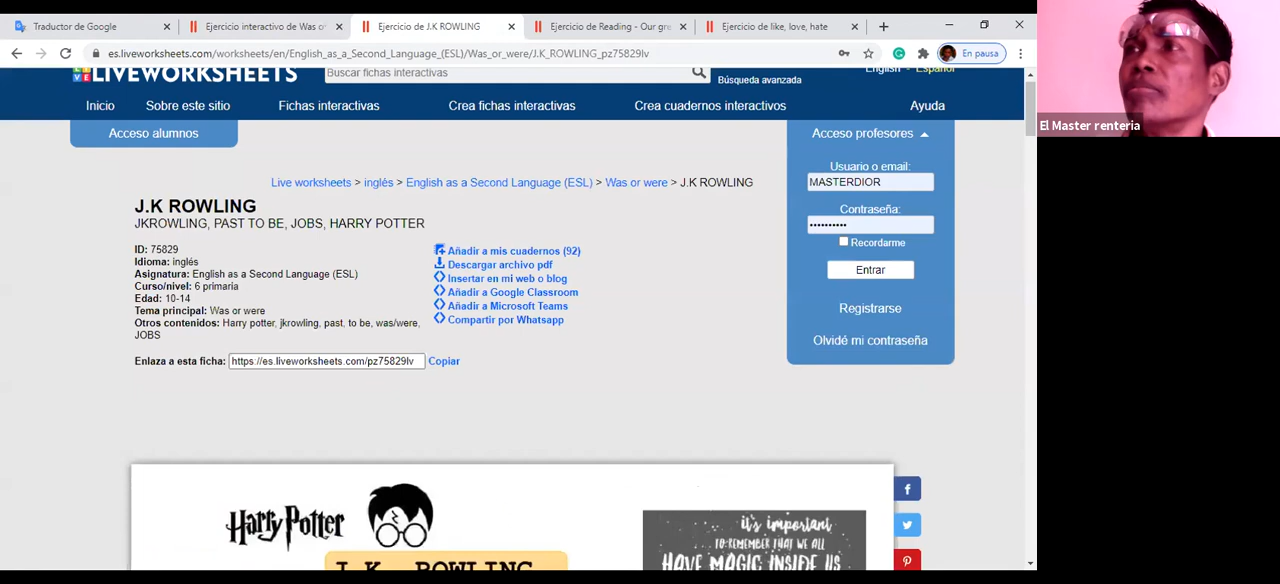 Traductor de Google
Ejercicio interactivo de Was o
Ejercicio de J.K ROWLING
Ejercicio de Reading - Our gre
Ejercicio de like, love, hate
es.liveworksheets.com/worksheets/en/English_as_a_Second_Language_(ESL)/Was_or_were/J.K_ROWLING_pz75829lv
En pausa
LIVE
LIVEWORKSHEETS
Buscar fichas interactivas
Búsqueda avanzada
English - Español
Inicio
Sobre este sitio
Fichas interactivas
Crea fichas interactivas
Crea cuadernos interactivos
Ayuda
Acceso alumnos
Acceso profesores
Usuario o email:
MASTERDIOR
Contraseña:
Recordarme
Entrar
Registrarse
Olvidé mi contraseña
Live worksheets > inglés > English as a Second Language (ESL) > Was or were > J.K ROWLING
J.K ROWLING
JKROWLING, PAST TO BE, JOBS, HARRY POTTER
ID: 75829
Idioma: inglés
Asignatura: English as a Second Language (ESL)
Curso/nivel: 6 primaria
Edad: 10-14
Tema principal: Was or were
Otros contenidos: Harry potter, jkrowling, past, to be, was/were,
JOBS
Añadir a mis cuadernos (92)
Descargar archivo pdf
Insertar en mi web o blog
Añadir a Google Classroom
Añadir a Microsoft Teams
Compartir por Whatsapp
Enlaza a esta ficha: https://es.liveworksheets.com/pz75829lv Copiar
Harry Potter
J.K. ROWLING
it's important
TO REMEMBER THAT WE ALL
HAVE MAGIC INSIDE US
El Master renteria